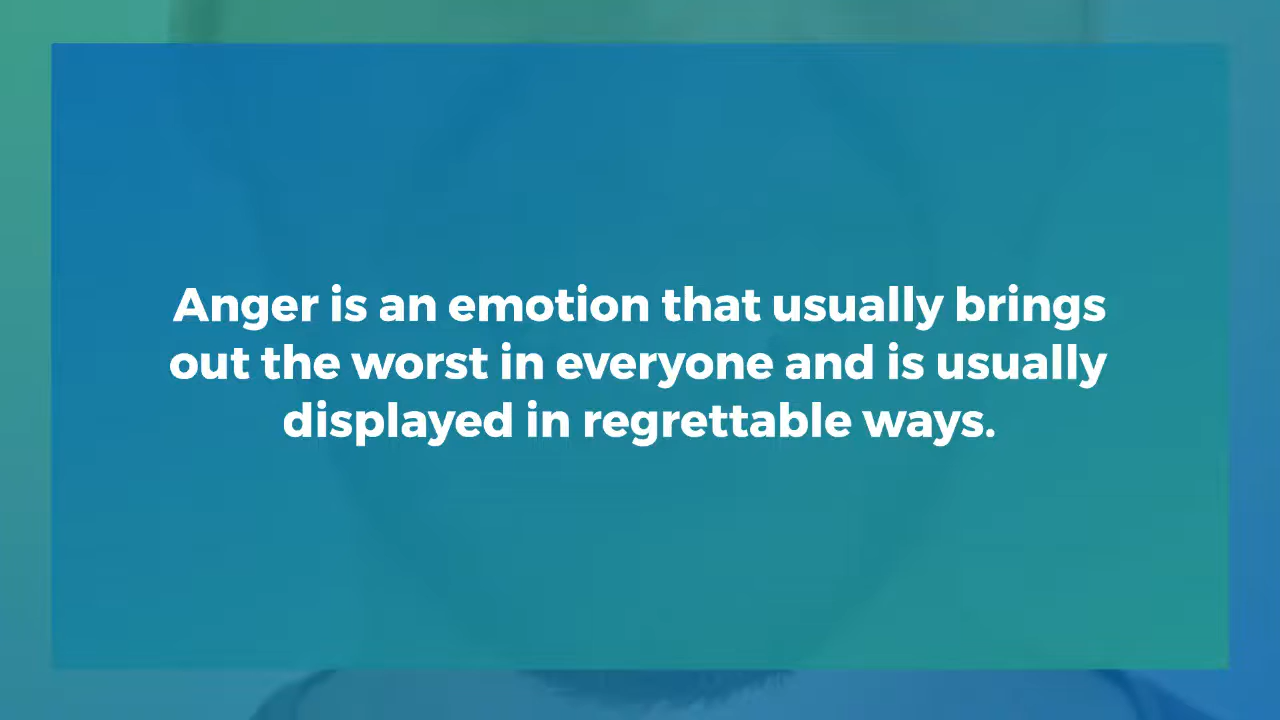 Anger is an emotion that usually brings
out the worst in everyone and is usually
displayed in regrettable ways.